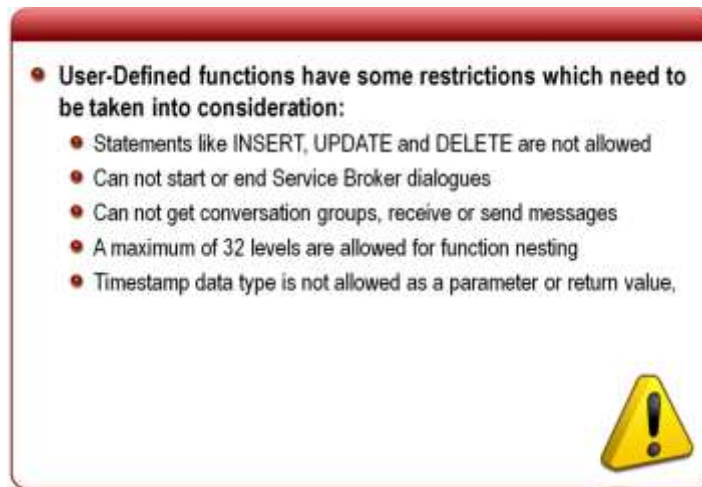 User-Defined functions have some restrictions which need to
be taken into consideration:
Statements like INSERT, UPDATE and DELETE are not allowed
Can not start or end Service Broker dialogues
Can not get conversation groups, receive or send messages
A maximum of 32 levels are allowed for function nesting
Timestamp data type is not allowed as a parameter or return value,